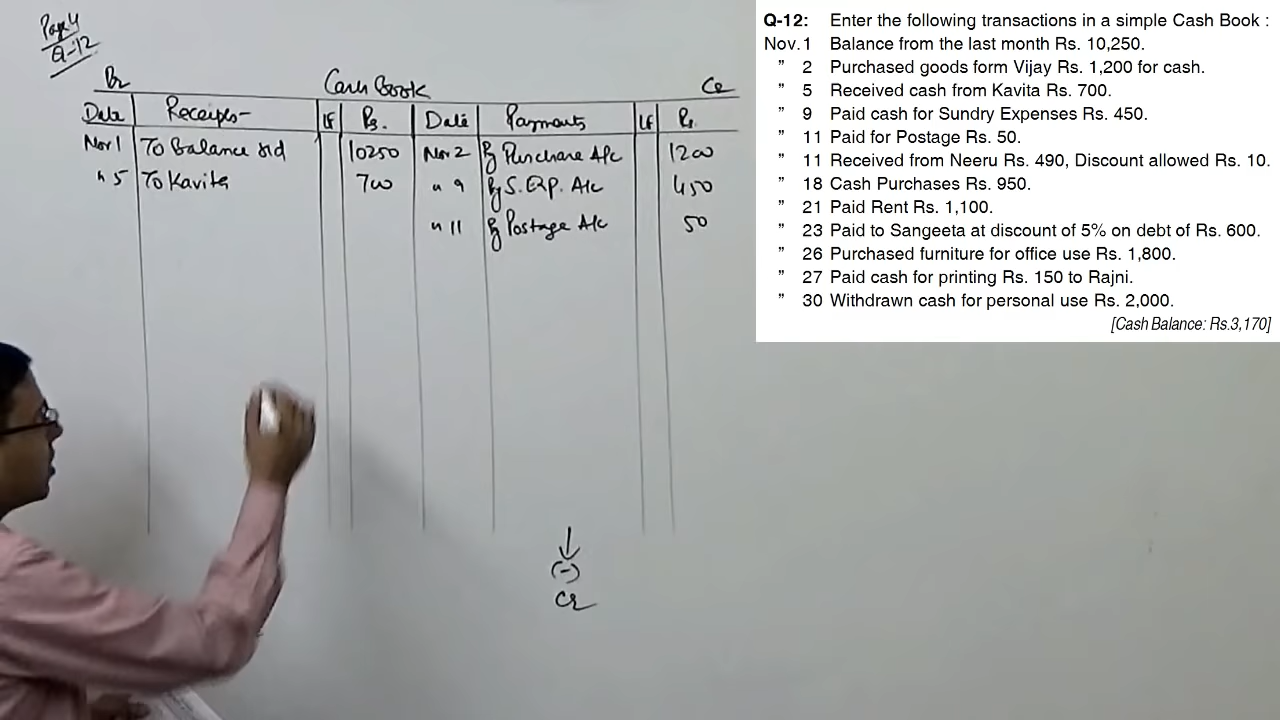 Page 4
Q-12
Dr Cash Book Cr
Date Receipts LF Rs. Date Payments LF Rs.
Nov 1 To Balance b/d 10250 Nov 2 By Purchase A/c 1200
" 5 To Kavita 700 " 9 By S. Exp. A/c 450
" 11 By Postage A/c 50
(-)
Cr
Q-12: Enter the following transactions in a simple Cash Book :
Nov. 1 Balance from the last month Rs. 10,250.
" 2 Purchased goods form Vijay Rs. 1,200 for cash.
" 5 Received cash from Kavita Rs. 700.
" 9 Paid cash for Sundry Expenses Rs. 450.
" 11 Paid for Postage Rs. 50.
" 11 Received from Neeru Rs. 490, Discount allowed Rs. 10.
" 18 Cash Purchases Rs. 950.
" 21 Paid Rent Rs. 1,100.
" 23 Paid to Sangeeta at discount of 5% on debt of Rs. 600.
" 26 Purchased furniture for office use Rs. 1,800.
" 27 Paid cash for printing Rs. 150 to Rajni.
" 30 Withdrawn cash for personal use Rs. 2,000.
[Cash Balance: Rs.3,170]